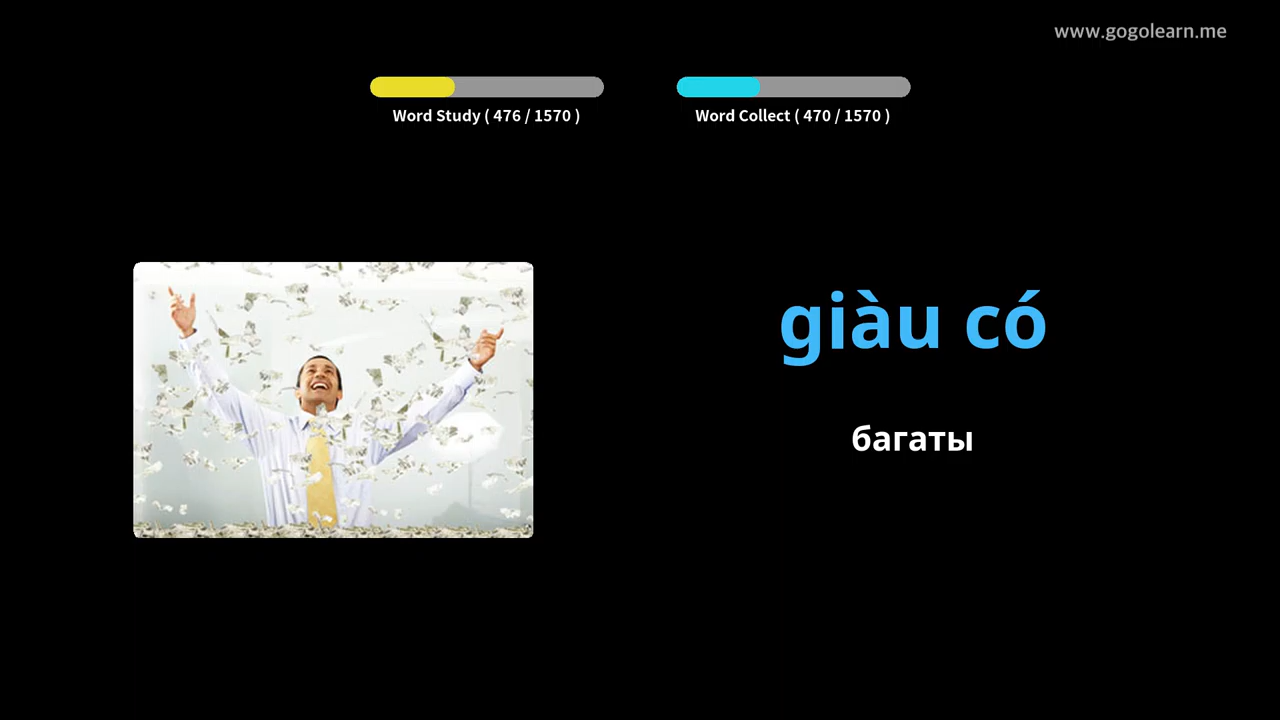 www.gogolearn.me
Word Study ( 476 / 1570 )
Word Collect ( 470 / 1570 )
giàu có
багаты